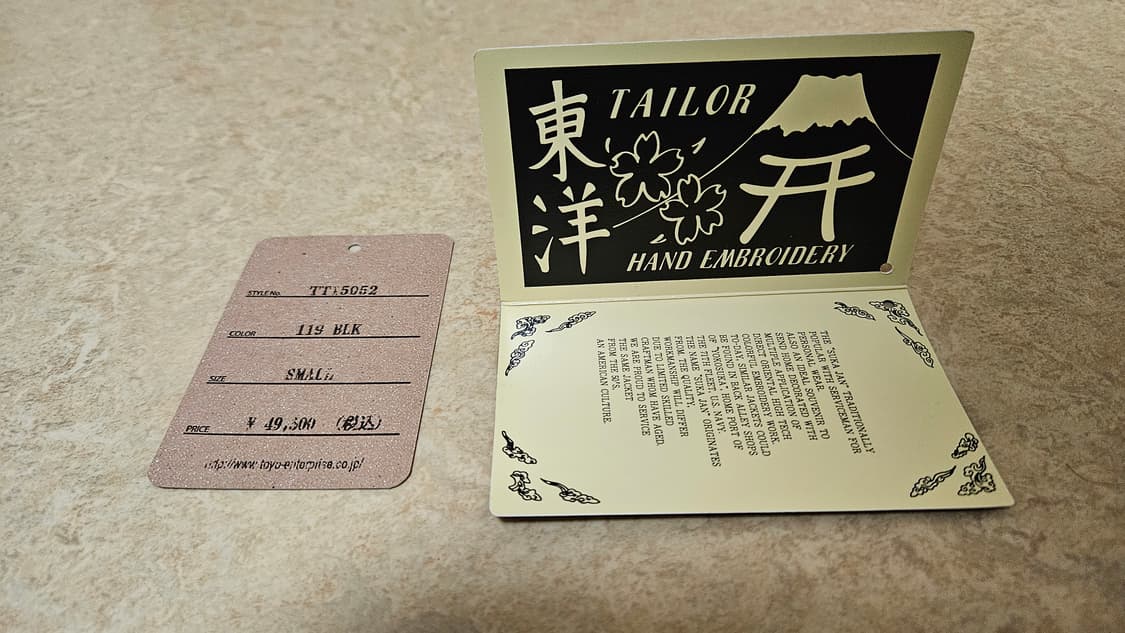 STYLE No. TT15052
COLOR 119 BLK
SIZE SMALL
PRICE ¥ 49,500 (税込)
http://www.toyo-enterprise.co.jp/
東洋
TAILOR
HAND EMBROIDERY
THE "SUKA JAN" TRADITIONALLY
POPULAR WITH SERVICEMAN FOR
PERSONAL WEAR.
ALSO AN IDEAL SOUVENIR TO
SEND HOME DECORATED WITH
MULTIPLE APPLICATION OF
DIRECT ORIENTAL HIGH TECH
COLORFUL EMBROIDERY WORK.
TO-DAY, SIMILAR JACKETS COULD
BE FOUND IN BACK ALLEY SHOPS
OF "YOKOSUKA", HOME PORT OF
THE 7TH FLEET, U.S. NAVY.
THE NAME "SUKA JAN" ORIGINATES
FROM THE QUALITY.
WORKMANSHIP WILL DIFFER
DUE TO LIMITED SKILLED
CRAFTMAN WHOM HAVE AGED.
WE ARE PROUD TO SERVICE
THE SAME JACKET
FROM THE 50'S.
AN AMERICAN CULTURE.